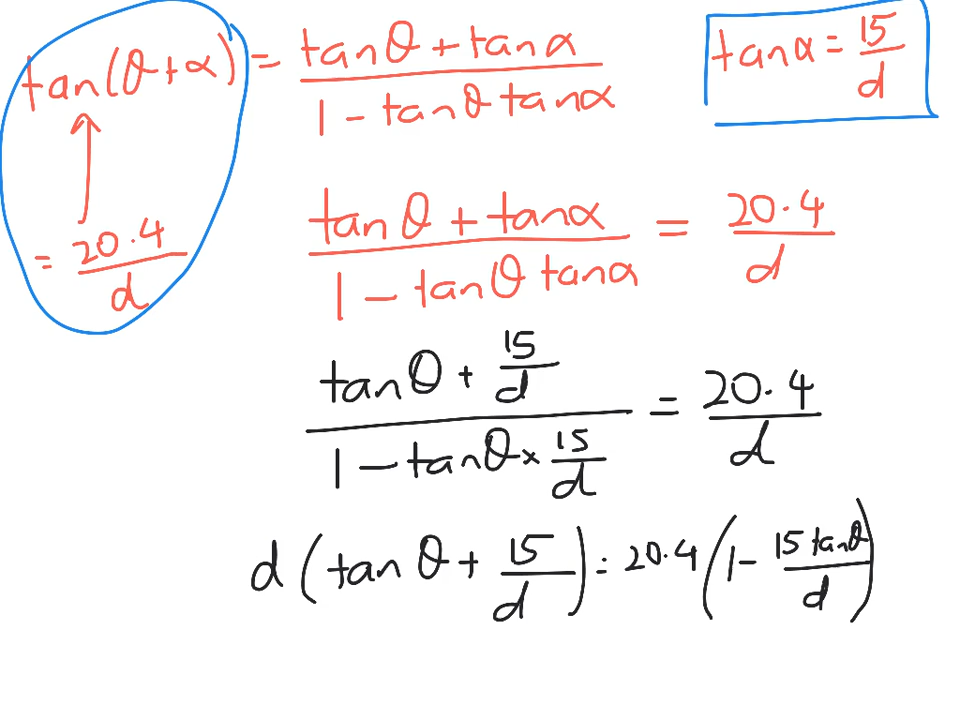 tan(θ+α) = (tanθ + tanα)/(1 - tanθ tanα)
tanα = 15/d
= 20.4/d
(tanθ + tanα)/(1 - tanθ tanα) = 20.4/d
(tanθ + 15/d)/(1 - tanθ × 15/d) = 20.4/d
d(tanθ + 15/d) = 20.4(1 - 15tanθ/d)